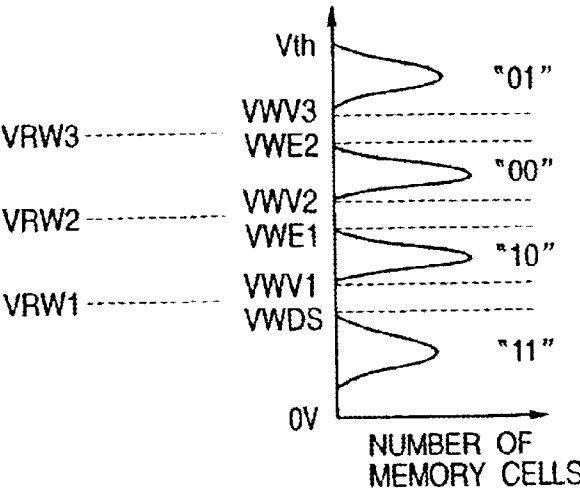 Vth
"01"
VWV3
VRW3
VWE2
"00"
VWV2
VRW2
VWE1
"10"
VWV1
VRW1
VWDS
"11"
0V
NUMBER OF
MEMORY CELLS